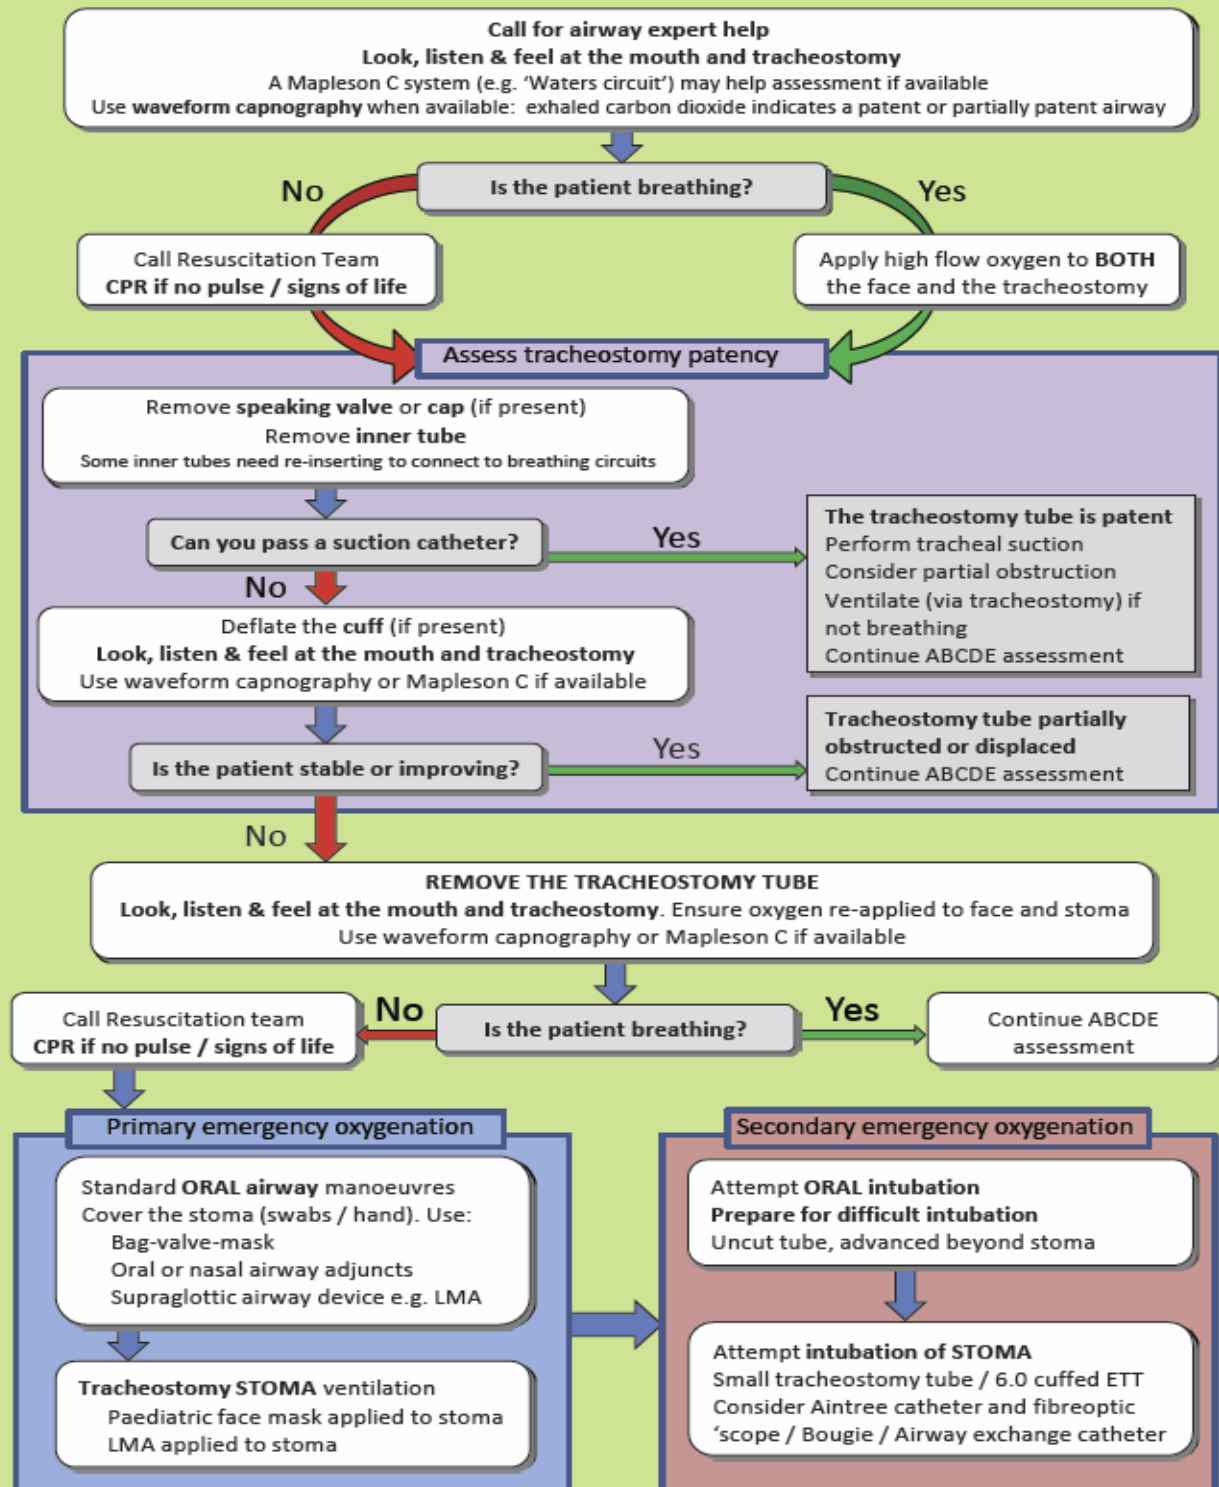 Call for airway expert help
Look, listen & feel at the mouth and tracheostomy
A Mapleson C system (e.g. ‘Waters circuit’) may help assessment if available
Use waveform capnography when available: exhaled carbon dioxide indicates a patent or partially patent airway
Is the patient breathing?
No
Yes
Call Resuscitation Team
CPR if no pulse / signs of life
Apply high flow oxygen to BOTH
the face and the tracheostomy
Assess tracheostomy patency
Remove speaking valve or cap (if present)
Remove inner tube
Some inner tubes need re-inserting to connect to breathing circuits
Can you pass a suction catheter?
Yes
The tracheostomy tube is patent
Perform tracheal suction
Consider partial obstruction
Ventilate (via tracheostomy) if
not breathing
Continue ABCDE assessment
No
Deflate the cuff (if present)
Look, listen & feel at the mouth and tracheostomy
Use waveform capnography or Mapleson C if available
Is the patient stable or improving?
Yes
Tracheostomy tube partially
obstructed or displaced
Continue ABCDE assessment
No
REMOVE THE TRACHEOSTOMY TUBE
Look, listen & feel at the mouth and tracheostomy. Ensure oxygen re-applied to face and stoma
Use waveform capnography or Mapleson C if available
Is the patient breathing?
No
Yes
Call Resuscitation team
CPR if no pulse / signs of life
Continue ABCDE
assessment
Primary emergency oxygenation
Standard ORAL airway manoeuvres
Cover the stoma (swabs / hand). Use:
Bag-valve-mask
Oral or nasal airway adjuncts
Supraglottic airway device e.g. LMA
Tracheostomy STOMA ventilation
Paediatric face mask applied to stoma
LMA applied to stoma
Secondary emergency oxygenation
Attempt ORAL intubation
Prepare for difficult intubation
Uncut tube, advanced beyond stoma
Attempt intubation of STOMA
Small tracheostomy tube / 6.0 cuffed ETT
Consider Aintree catheter and fibreoptic
‘scope / Bougie / Airway exchange catheter